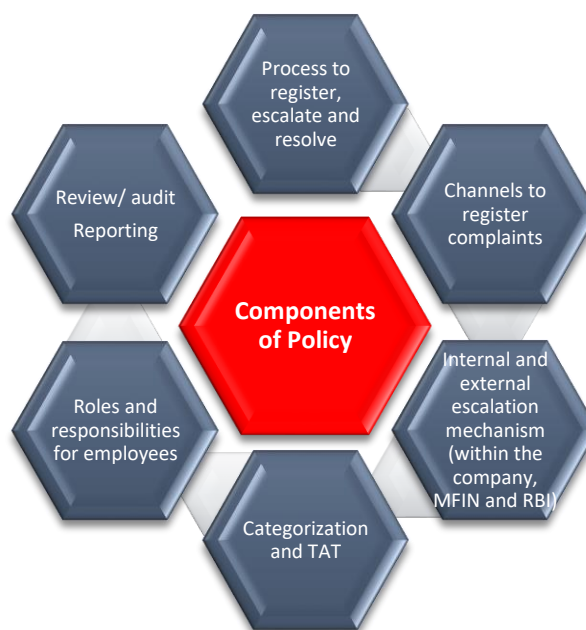 Process to
register,
escalate and
resolve
Channels to
register
complaints
Internal and
external
escalation
mechanism
(within the
company,
MFIN and RBI)
Categorization
and TAT
Roles and
responsibilities
for employees
Review/ audit
Reporting
Components
of Policy